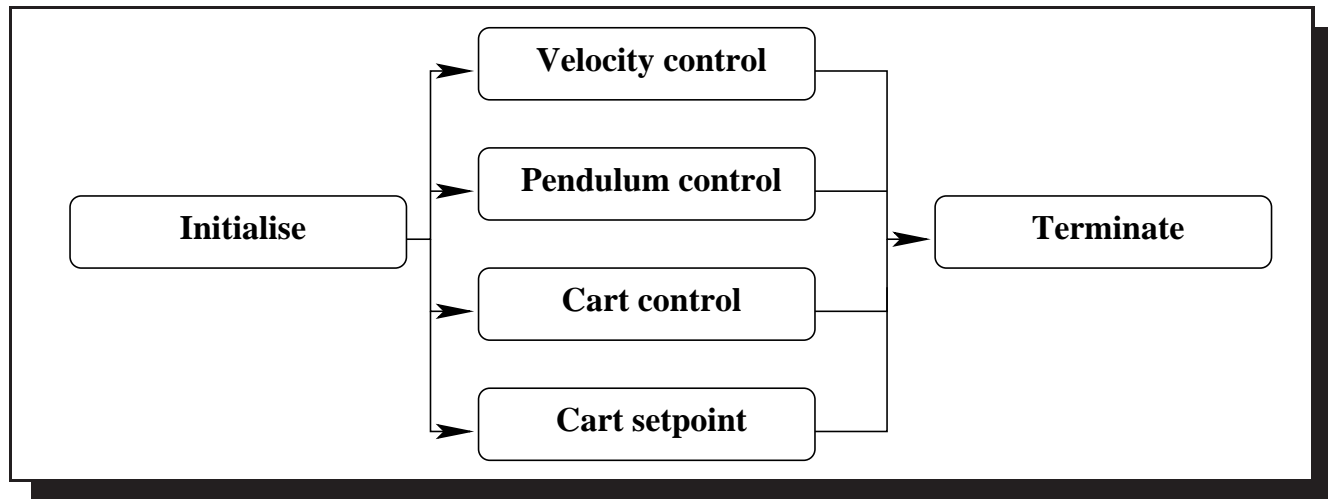 Initialise
Velocity control
Pendulum control
Cart control
Cart setpoint
Terminate